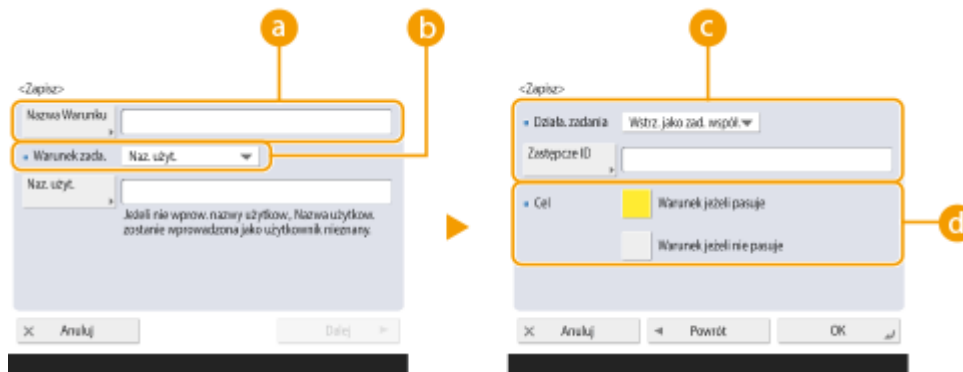 a
b
c
<Zapisz>
Nazwa Warunku
Warunek zada. Naz. użyt.
Naz. użyt.
Jeżeli nie wprow. nazwy użytkow., Nazwa użytkow.
zostanie wprowadzona jako użytkownik nieznany.
Anuluj Dalej
<Zapisz>
Działa. zadania Wstrz. jako zad. wspól.
Zastępcze ID
Cel Warunek jeżeli pasuje
Warunek jeżeli nie pasuje
d
Anuluj Powrót OK